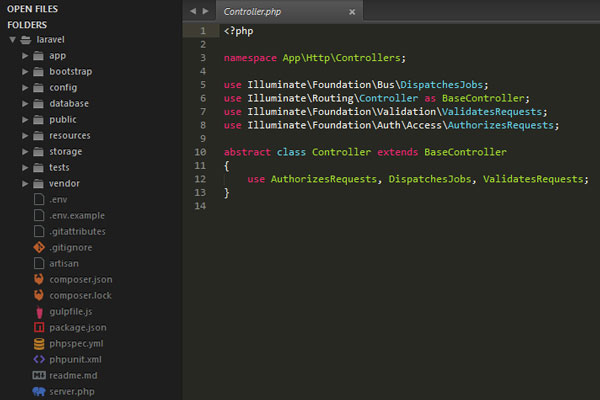 OPEN FILES
FOLDERS
laravel
app
bootstrap
config
database
public
resources
storage
tests
vendor
.env
.env.example
.gitattributes
.gitignore
artisan
composer.json
composer.lock
gulpfile.js
package.json
phpspec.yml
phpunit.xml
readme.md
server.php
Controller.php
1 <?php
2
3 namespace App\Http\Controllers;
4
5 use Illuminate\Foundation\Bus\DispatchesJobs;
6 use Illuminate\Routing\Controller as BaseController;
7 use Illuminate\Foundation\Validation\ValidatesRequests;
8 use Illuminate\Foundation\Auth\Access\AuthorizesRequests;
9
10 abstract class Controller extends BaseController
11 {
12     use AuthorizesRequests, DispatchesJobs, ValidatesRequests;
13 }
14